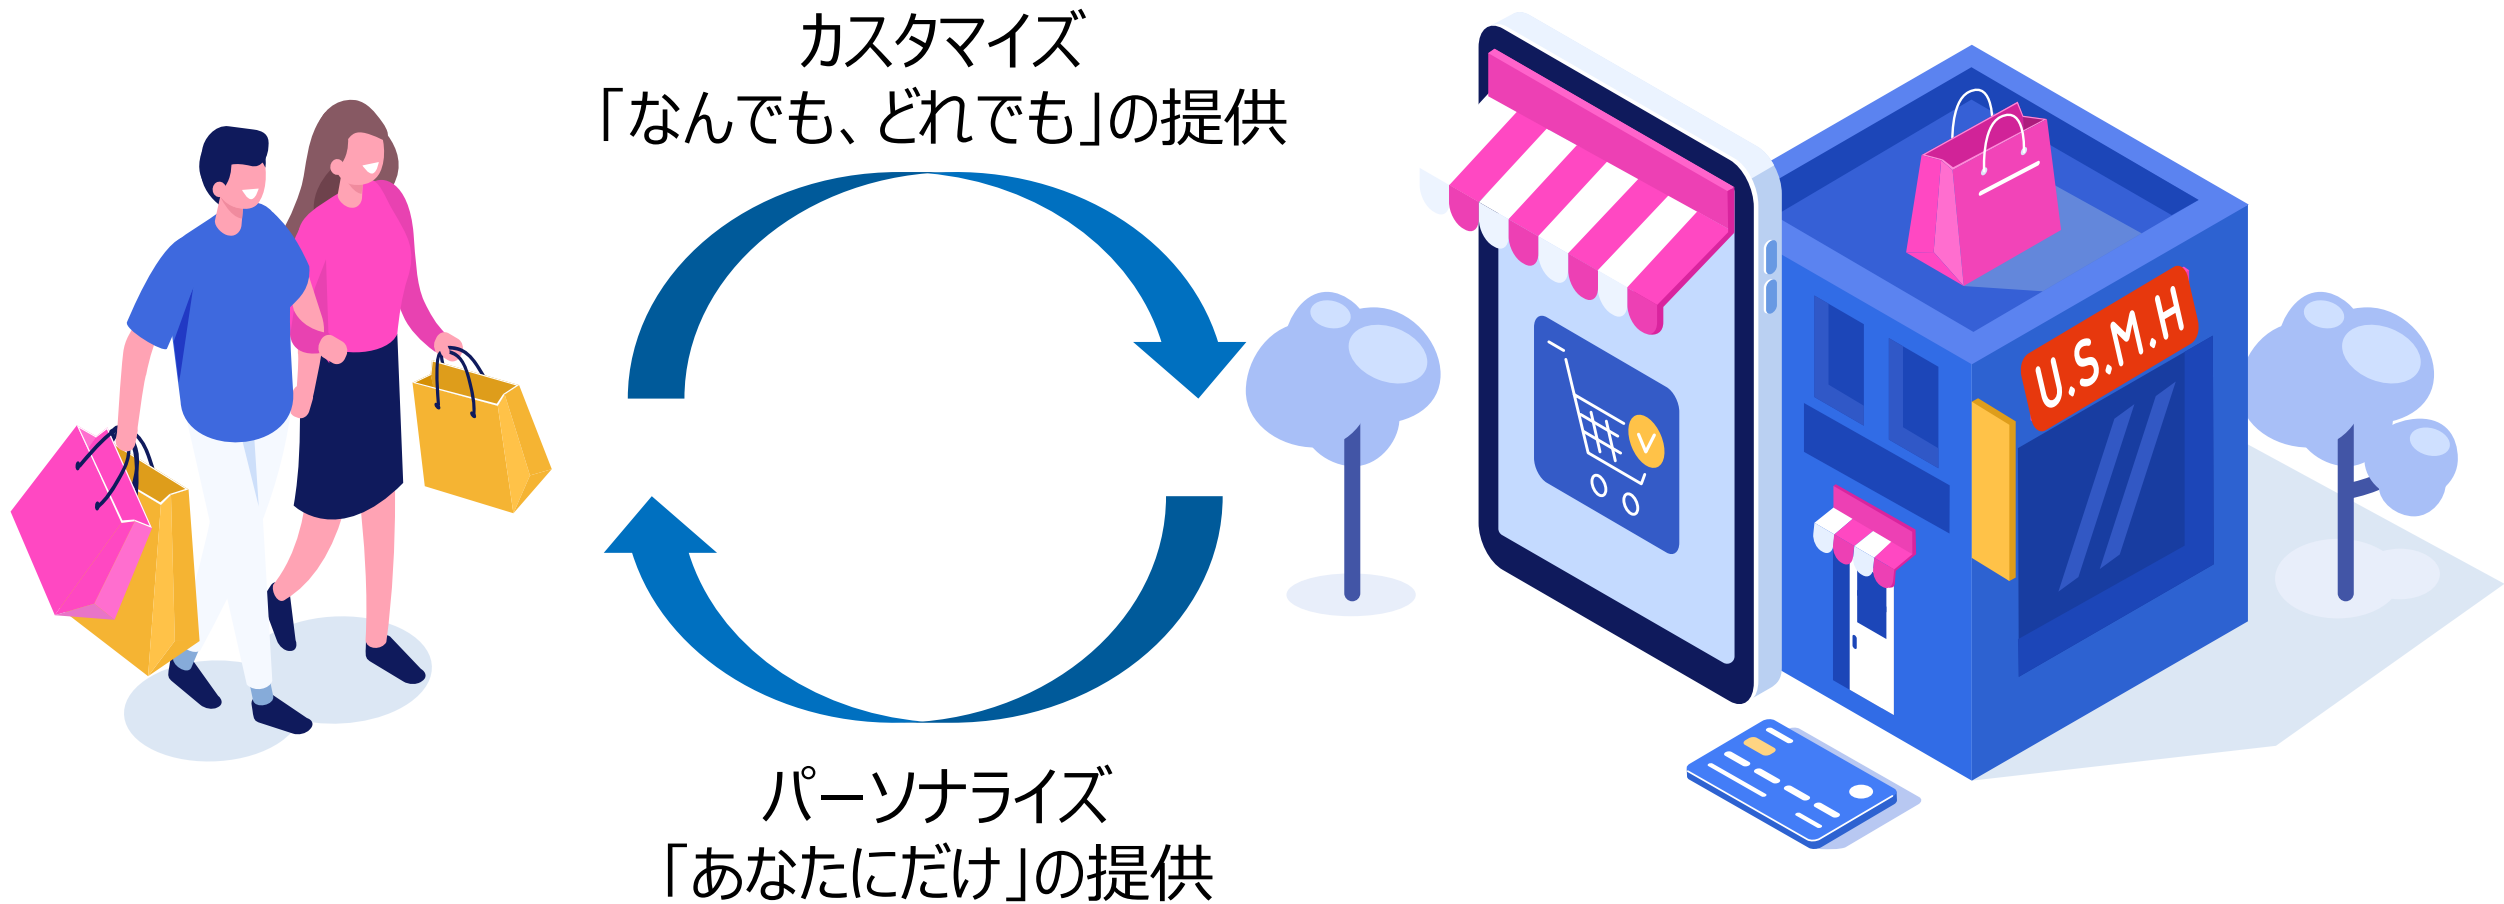 カスタマイズ
「なんでも、どれでも」の提供
U.S.M.H
パーソナライズ
「あなたにだけ」の提供